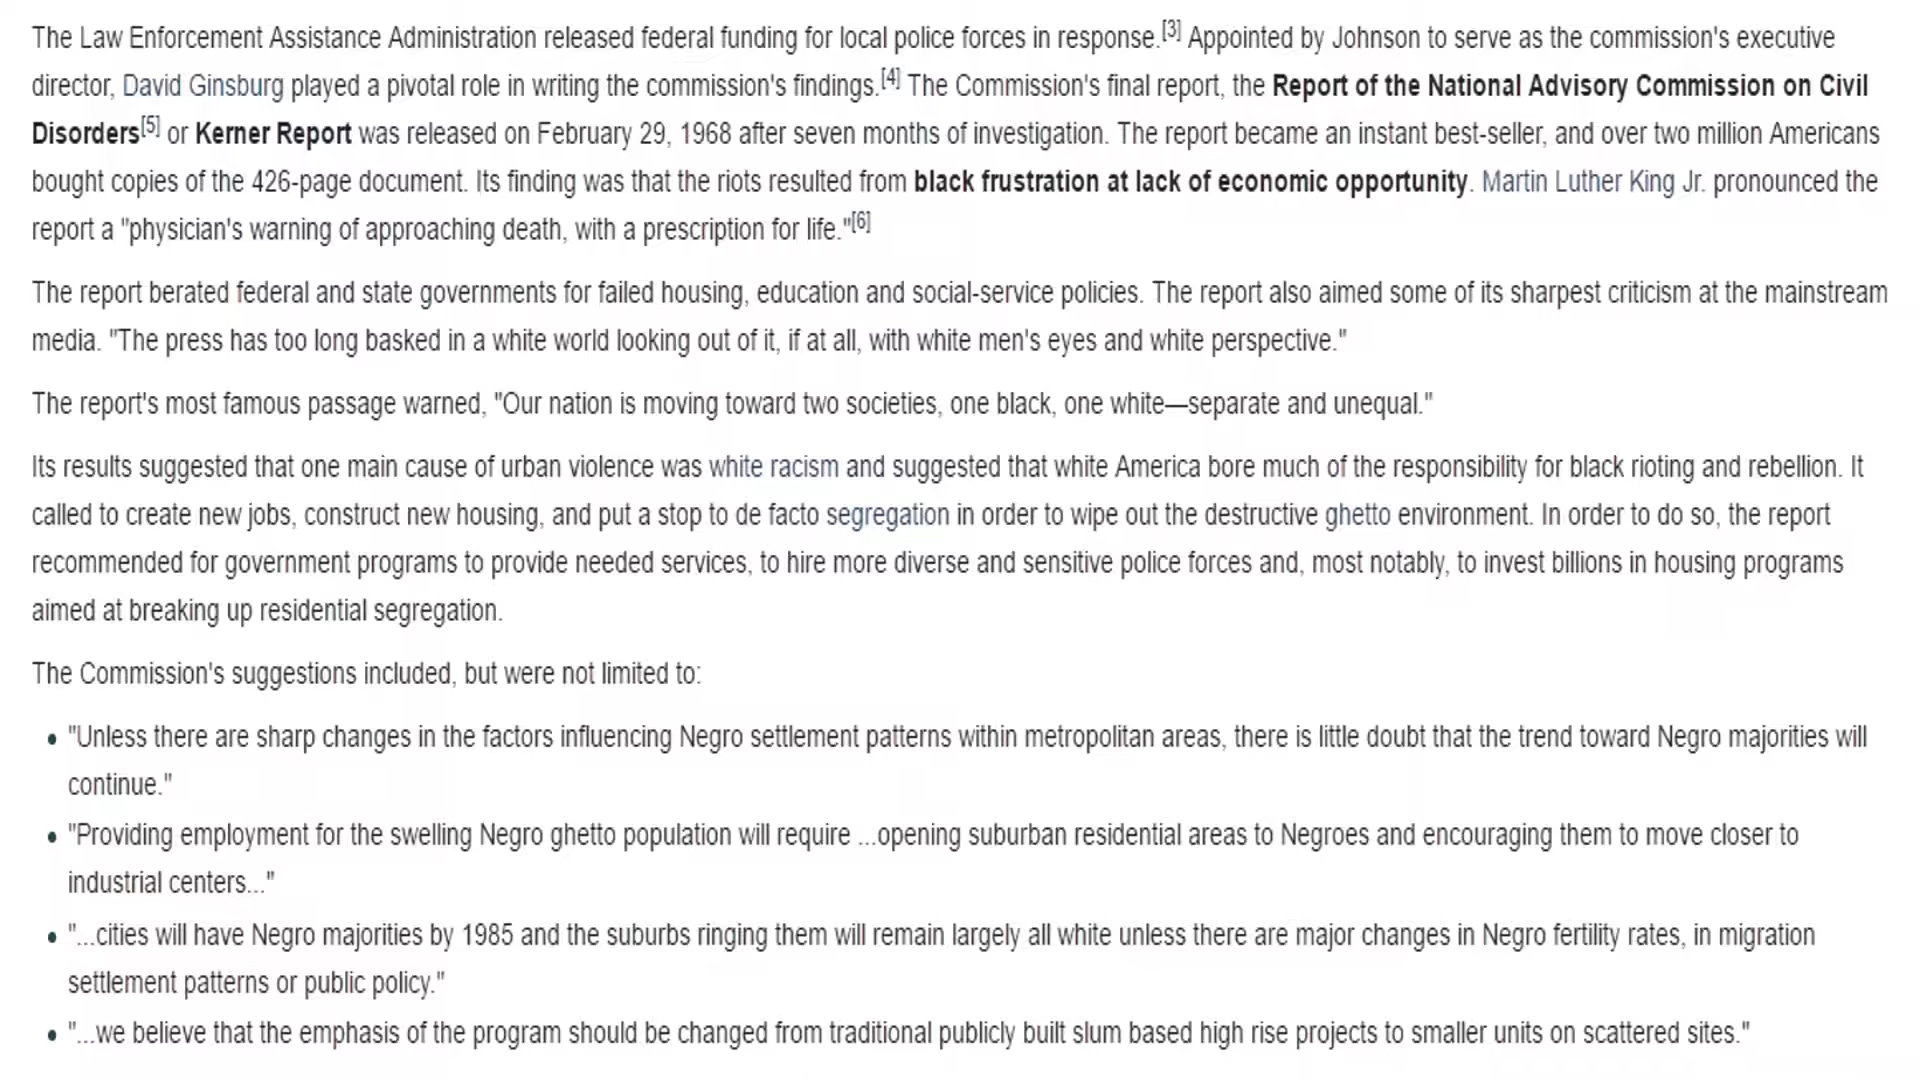 The Law Enforcement Assistance Administration released federal funding for local police forces in response.[3] Appointed by Johnson to serve as the commission's executive
director, David Ginsburg played a pivotal role in writing the commission's findings.[4] The Commission's final report, the Report of the National Advisory Commission on Civil
Disorders[5] or Kerner Report was released on February 29, 1968 after seven months of investigation. The report became an instant best-seller, and over two million Americans
bought copies of the 426-page document. Its finding was that the riots resulted from black frustration at lack of economic opportunity. Martin Luther King Jr. pronounced the
report a "physician's warning of approaching death, with a prescription for life."[6]
The report berated federal and state governments for failed housing, education and social-service policies. The report also aimed some of its sharpest criticism at the mainstream
media. "The press has too long basked in a white world looking out of it, if at all, with white men's eyes and white perspective."
The report's most famous passage warned, "Our nation is moving toward two societies, one black, one white—separate and unequal."
Its results suggested that one main cause of urban violence was white racism and suggested that white America bore much of the responsibility for black rioting and rebellion. It
called to create new jobs, construct new housing, and put a stop to de facto segregation in order to wipe out the destructive ghetto environment. In order to do so, the report
recommended for government programs to provide needed services, to hire more diverse and sensitive police forces and, most notably, to invest billions in housing programs
aimed at breaking up residential segregation.
The Commission's suggestions included, but were not limited to:
• "Unless there are sharp changes in the factors influencing Negro settlement patterns within metropolitan areas, there is little doubt that the trend toward Negro majorities will
continue."
• "Providing employment for the swelling Negro ghetto population will require ...opening suburban residential areas to Negroes and encouraging them to move closer to
industrial centers..."
• "...cities will have Negro majorities by 1985 and the suburbs ringing them will remain largely all white unless there are major changes in Negro fertility rates, in migration
settlement patterns or public policy."
• "...we believe that the emphasis of the program should be changed from traditional publicly built slum based high rise projects to smaller units on scattered sites."